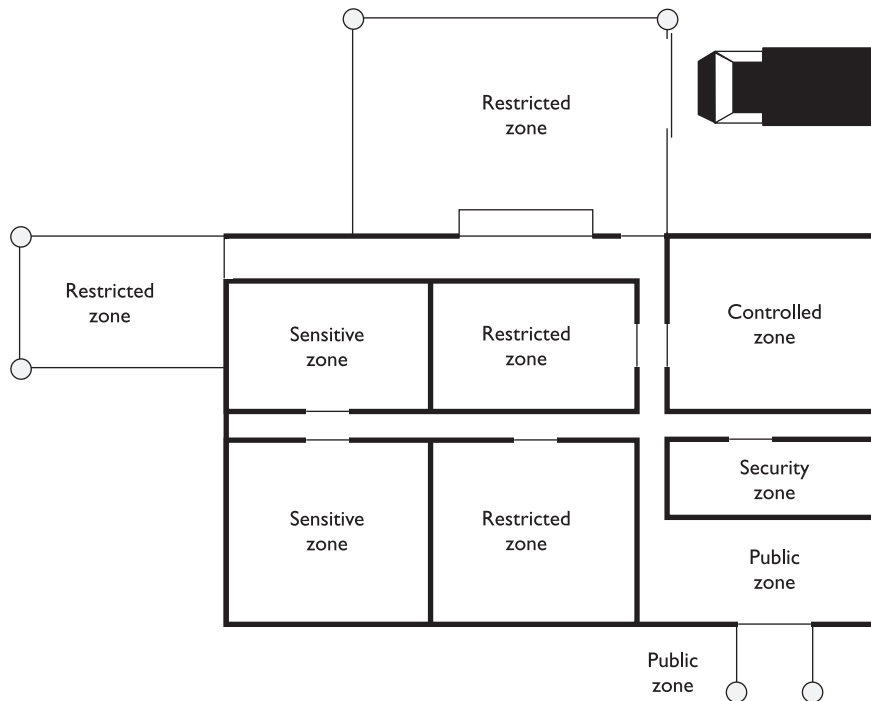 Restricted
zone
Restricted
zone
Sensitive
zone
Restricted
zone
Controlled
zone
Sensitive
zone
Restricted
zone
Security
zone
Public
zone
Public
zone